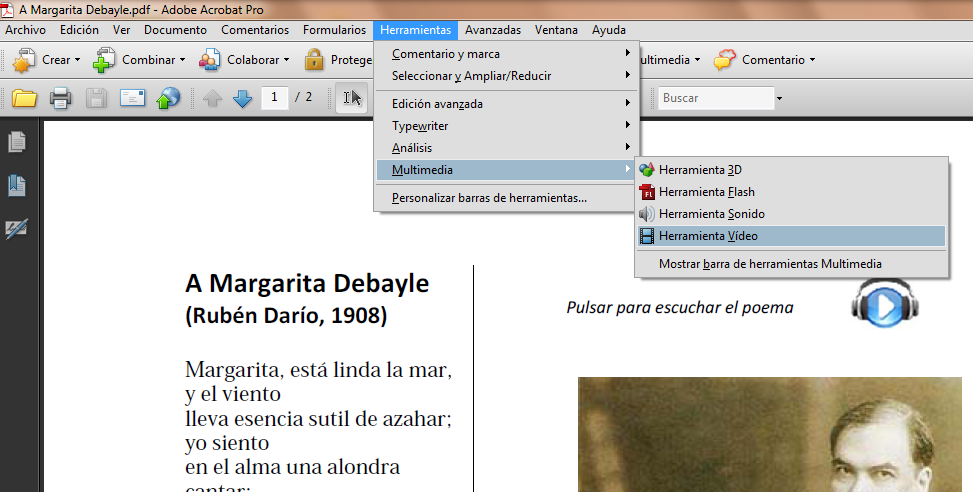 A Margarita Debayle.pdf - Adobe Acrobat Pro
Archivo Edición Ver Documento Comentarios Formularios Herramientas Avanzadas Ventana Ayuda
Crear Combinar Colaborar Protege ultimedia Comentario
1 / 2 Buscar
Comentario y marca
Seleccionar y Ampliar/Reducir
Edición avanzada
Typewriter
Análisis
Multimedia
Personalizar barras de herramientas...
Herramienta 3D
Herramienta Flash
Herramienta Sonido
Herramienta Vídeo
Mostrar barra de herramientas Multimedia
A Margarita Debayle
(Rubén Darío, 1908)
Pulsar para escuchar el poema
Margarita, está linda la mar,
y el viento
lleva esencia sutil de azahar;
yo siento
en el alma una alondra
cantar: